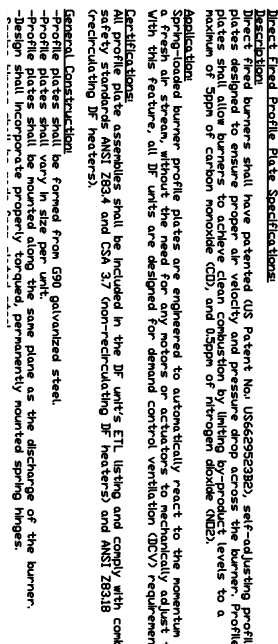 Direct Fired Profile Plate Specifications:
Description:
Direct fired burners shall have patented (US Patent No: US6629523B2), self-adjusting profil
plates designed to ensure proper air velocity and pressure drop across the burner. Profile
plates shall allow burners to achieve clean combustion by limiting by-product levels to a
maximum of 5ppm of carbon monoxide (CO), and 0.5ppm of nitrogen dioxide (NO2).
Application:
Spring-loaded burner profile plates are engineered to automatically react to the momentum
a fresh air stream, without the need for any motors or actuators to mechanically adjust
With this feature, all DF units are designed for demand control ventilation (DCV) requiremen
Certifications:
All profile plate assemblies shall be included in the DF unit's ETL listing and comply with com
safety standards ANSI Z83.4 and CSA 3.7 (non-recirculating DF heaters) and ANSI Z83.18
(recirculating DF heaters).
General Construction:
-Profile plates shall be formed from G90 galvanized steel.
-Profile plates shall vary in size per unit.
-Profile plates shall be mounted along the same plane as the discharge of the burner.
-Design shall incorporate properly torqued, permanently mounted spring hinges.